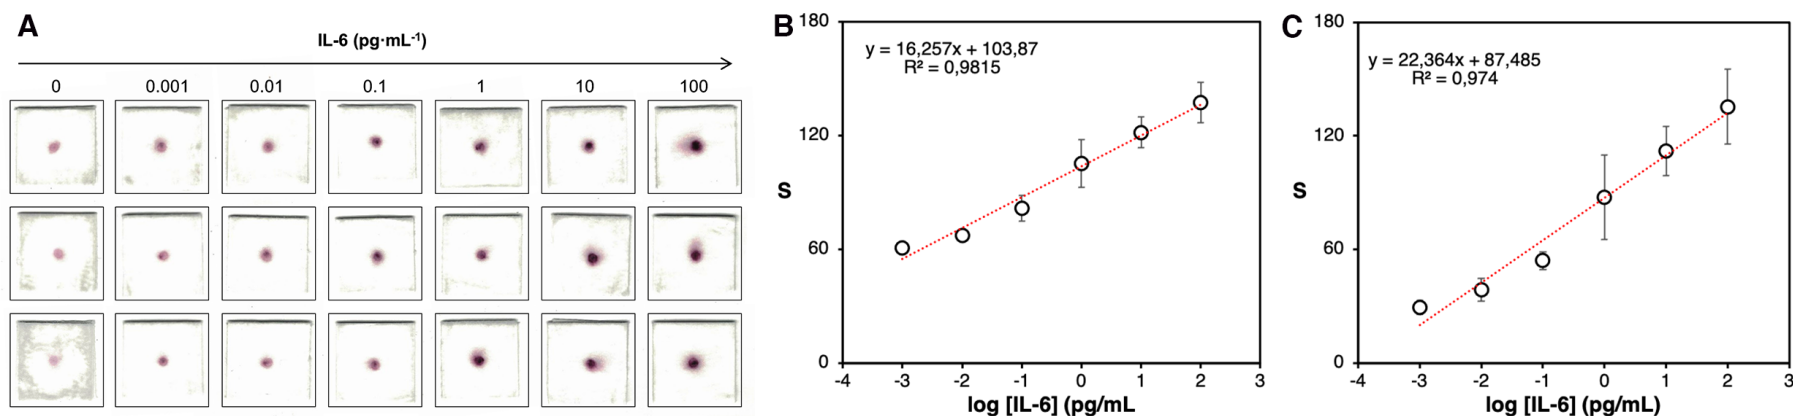 A
IL-6 (pg·mL-1)
0 0.001 0.01 0.1 1 10 100
B
180
120
60
0
S
y = 16,257x + 103,87
R² = 0,9815
-4 -3 -2 -1 0 1 2 3
log [IL-6] (pg/mL
C
180
120
60
0
S
y = 22,364x + 87,485
R² = 0,974
-4 -3 -2 -1 0 1 2 3
log [IL-6] (pg/mL)